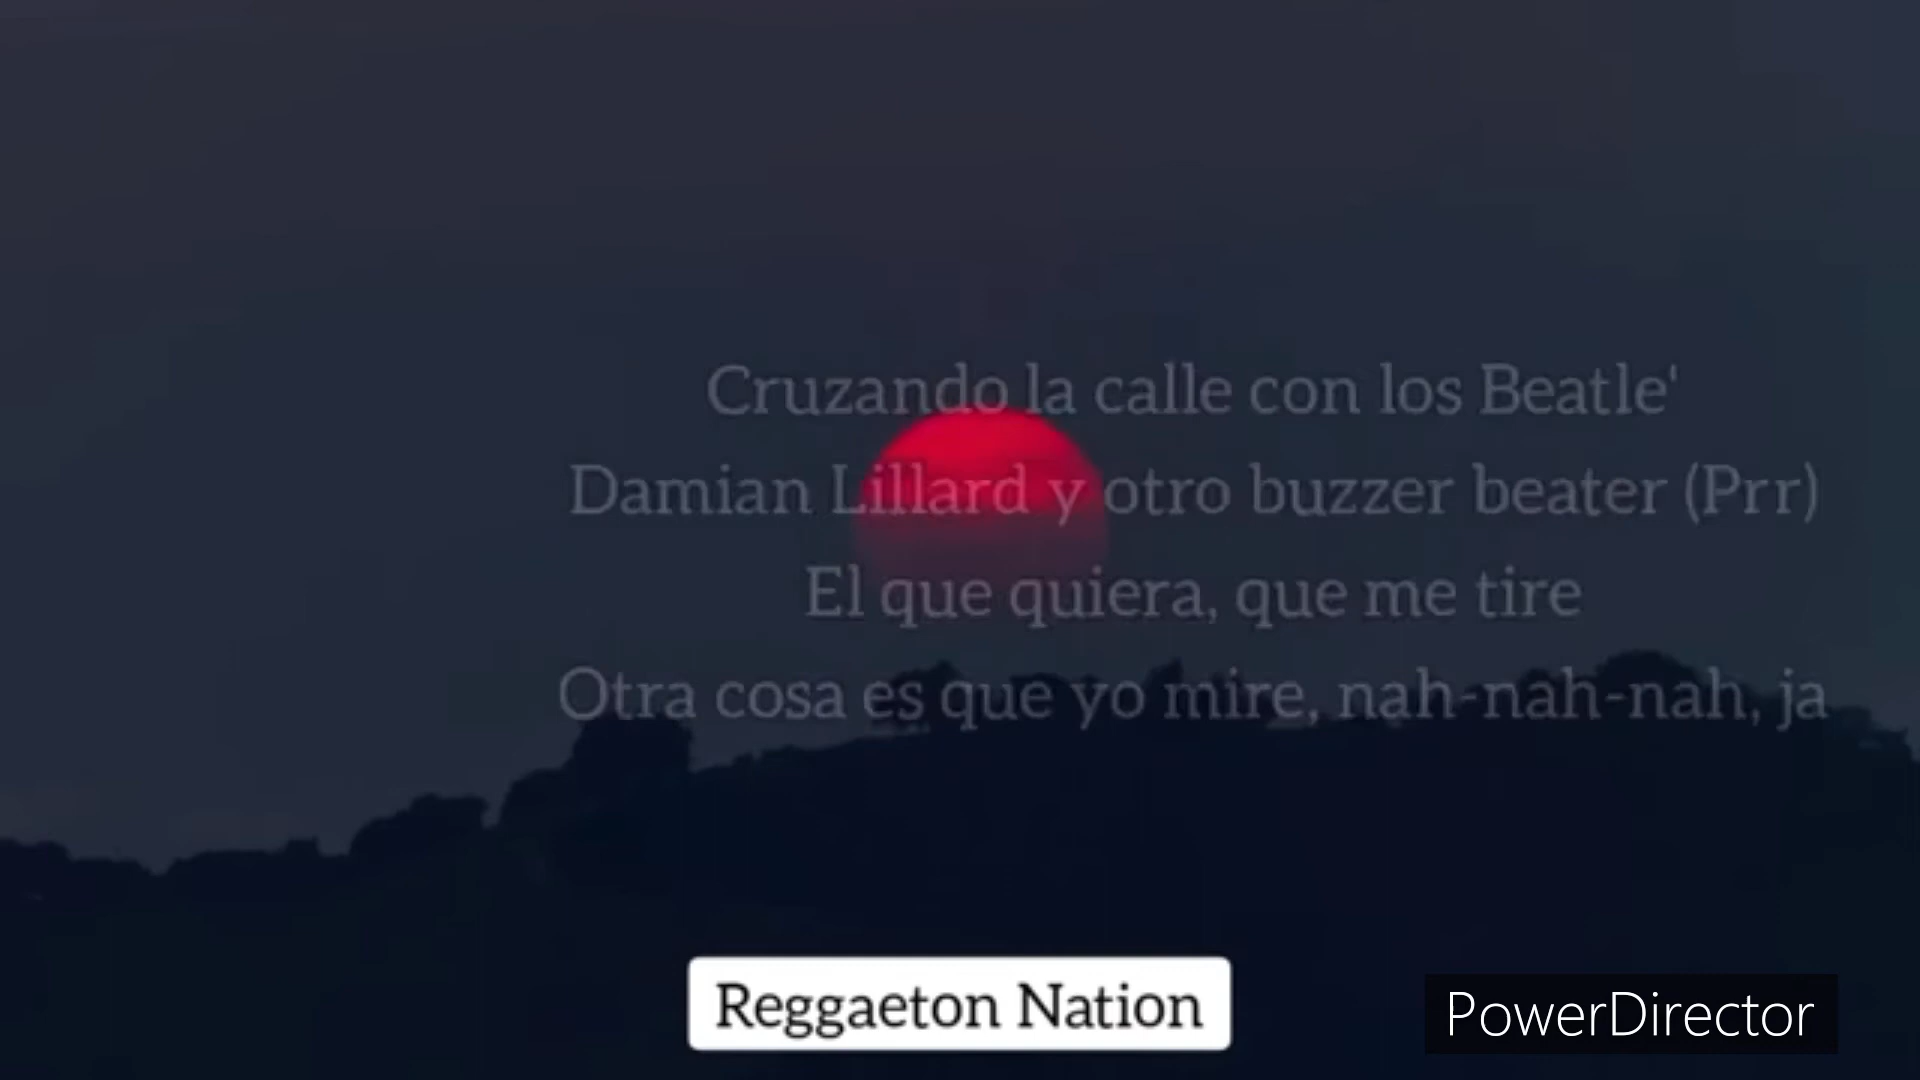 Cruzando la calle con los Beatle'
Damian Lillard y otro buzzer beater (Prr)
El que quiera, que me tire
Otra cosa es que yo mire, nah-nah-nah, ja
Reggaeton Nation
PowerDirector